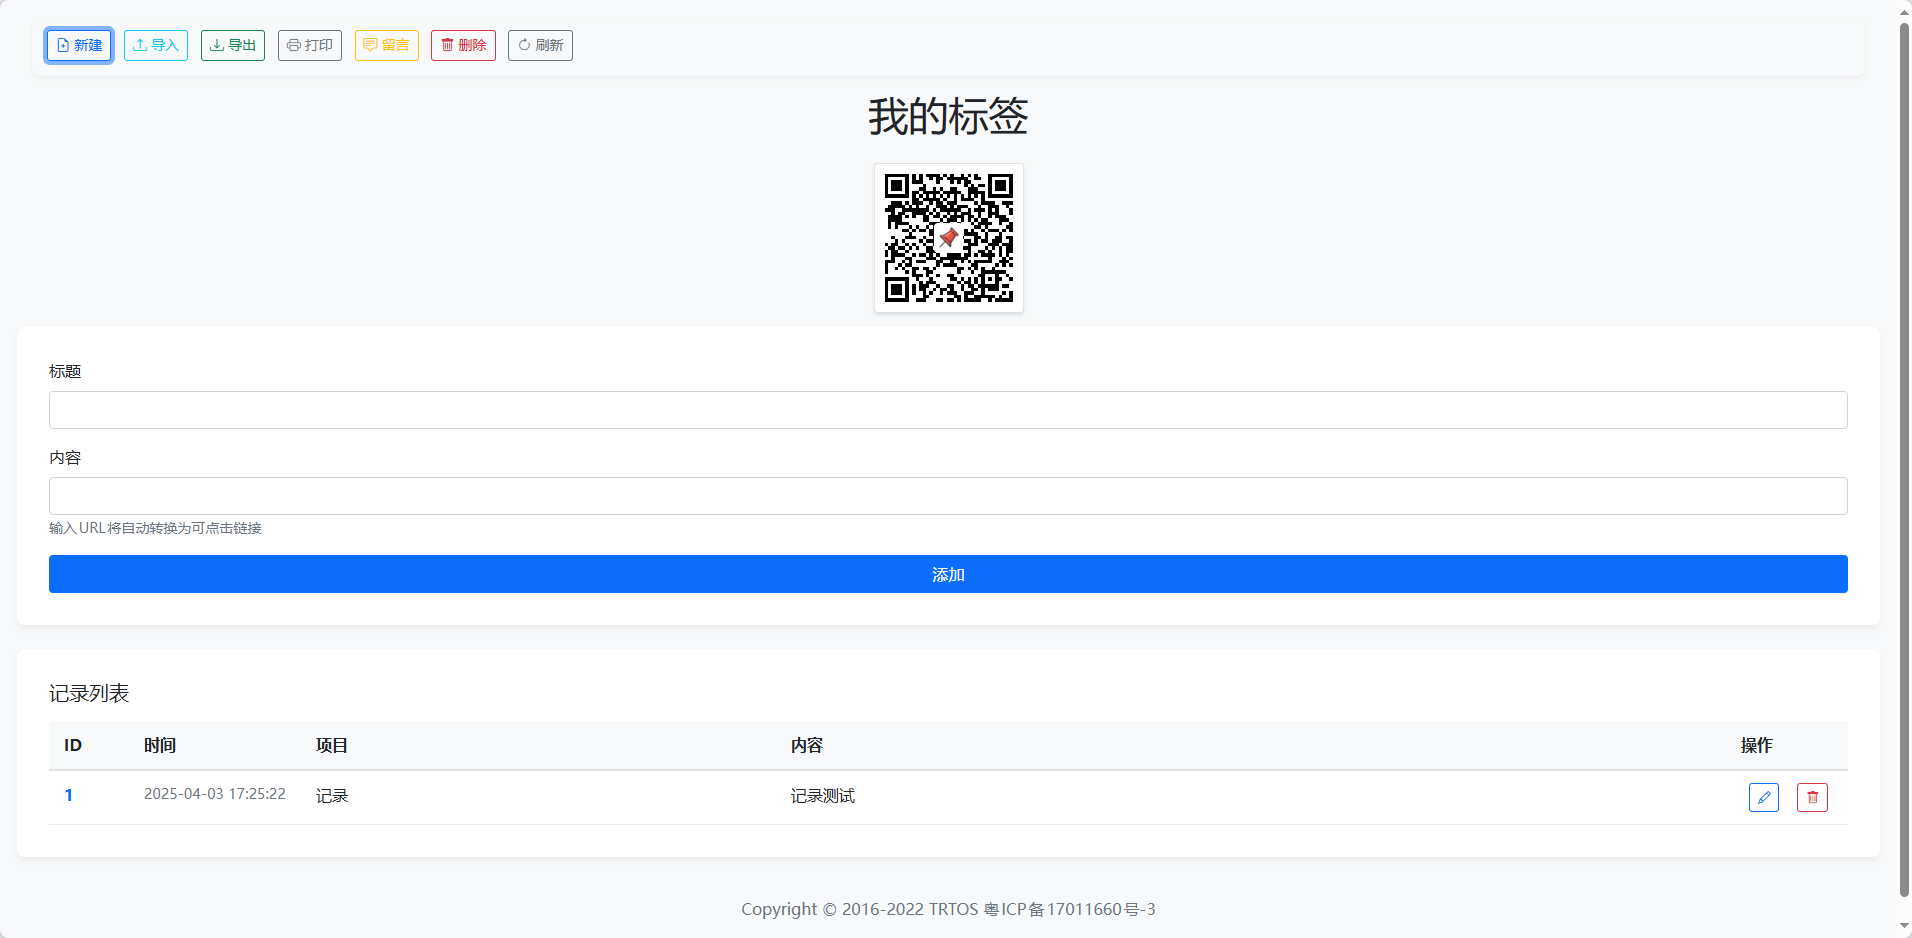 新建 导入 导出 打印 留言 删除 刷新
我的标签
标题
内容
输入URL将自动转换为可点击链接
添加
记录列表
ID 时间 项目 内容 操作
1 2025-04-03 17:25:22 记录 记录测试
Copyright © 2016-2022 TRTOS 粤ICP备17011660号-3